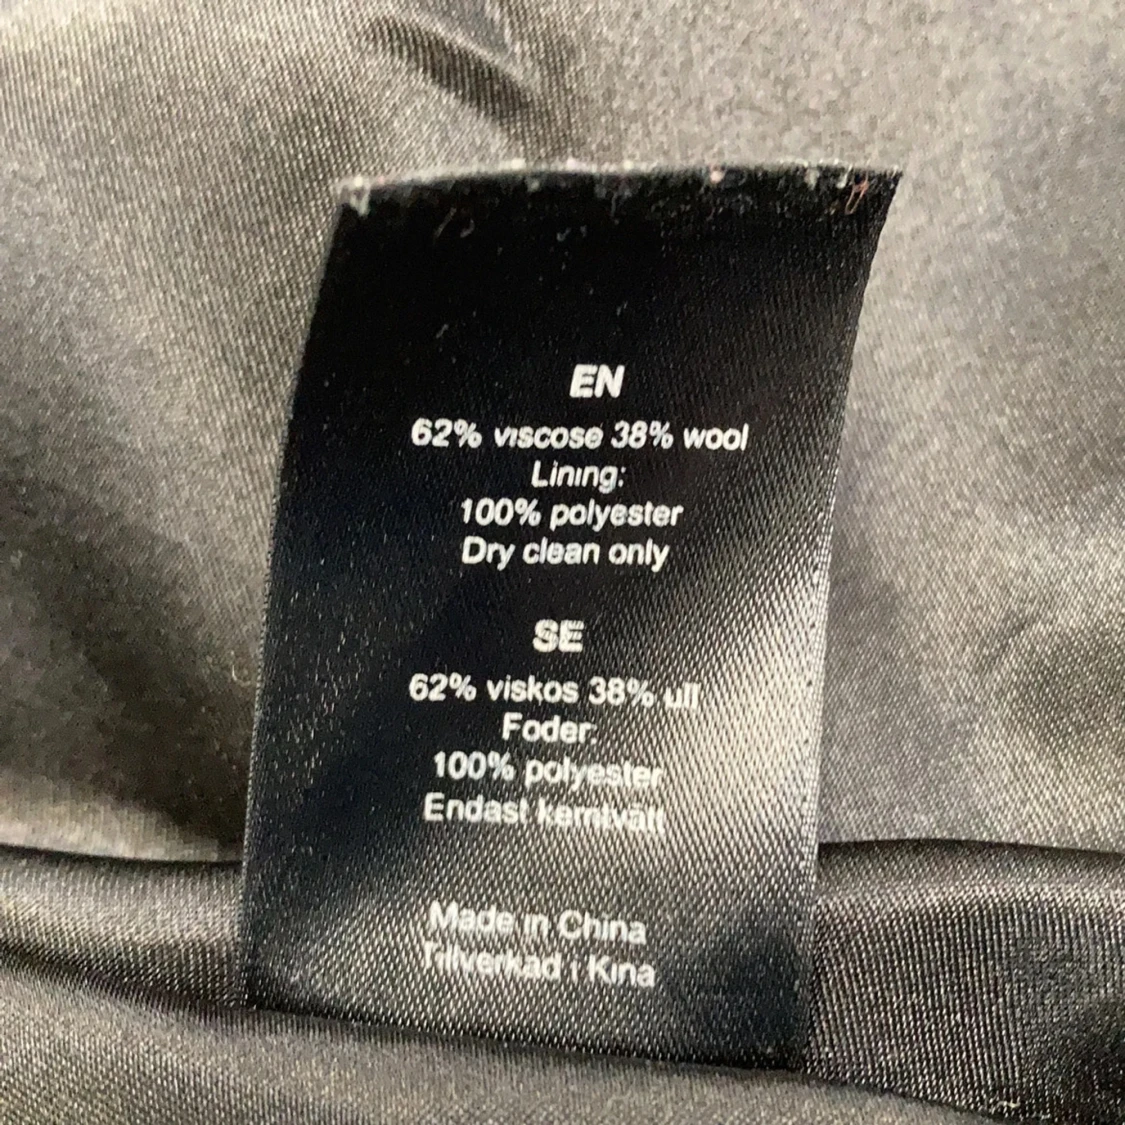 EN
62% viscose 38% wool
Lining:
100% polyester
Dry clean only
SE
62% viskos 38% ull
Foder:
100% polyester
Endast kemtvätt
Made in China
Tillverkad i Kina